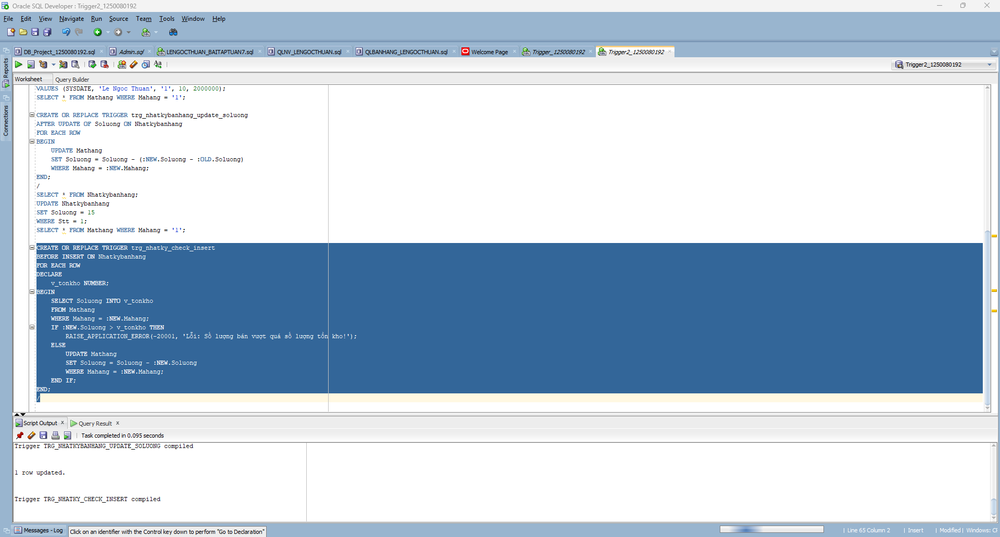 Oracle SQL Developer : Trigger2_1250080192
File Edit View Navigate Run Source Team Tools Window Help
DB_Project_1250080192.sql Admin.sql LENGOCTHUAN_BAITAPTUAN7.sql QLNV_LENGOCTHUAN.sql QLBANHANG_LENGOCTHUAN.sql Welcome Page Trigger_1250080192 Trigger2_1250080192
Trigger2_1250080192
Reports
Connections
Worksheet Query Builder
VALUES (SYSDATE, 'Le Ngoc Thuan', '1', 10, 2000000);
SELECT * FROM Mathang WHERE Mahang = '1';
CREATE OR REPLACE TRIGGER trg_nhatkybanhang_update_soluong
AFTER UPDATE OF Soluong ON Nhatkybanhang
FOR EACH ROW
BEGIN
UPDATE Mathang
SET Soluong = Soluong - (:NEW.Soluong - :OLD.Soluong)
WHERE Mahang = :NEW.Mahang;
END;
/
SELECT * FROM Nhatkybanhang;
UPDATE Nhatkybanhang
SET Soluong = 15
WHERE Stt = 1;
SELECT * FROM Mathang WHERE Mahang = '1';
CREATE OR REPLACE TRIGGER trg_nhatky_check_insert
BEFORE INSERT ON Nhatkybanhang
FOR EACH ROW
DECLARE
v_tonkho NUMBER;
BEGIN
SELECT Soluong INTO v_tonkho
FROM Mathang
WHERE Mahang = :NEW.Mahang;
IF :NEW.Soluong > v_tonkho THEN
RAISE_APPLICATION_ERROR(-20001, 'Lỗi: Số lượng bán vượt quá số lượng tồn kho!');
ELSE
UPDATE Mathang
SET Soluong = Soluong - :NEW.Soluong
WHERE Mahang = :NEW.Mahang;
END IF;
END;
/
Script Output x Query Result x
Task completed in 0.095 seconds
Trigger TRG_NHATKYBANHANG_UPDATE_SOLUONG compiled
1 row updated.
Trigger TRG_NHATKY_CHECK_INSERT compiled
Messages - Log
Click on an identifier with the Control key down to perform "Go to Declaration"
Line 65 Column 2 | Insert | Modified | Windows: